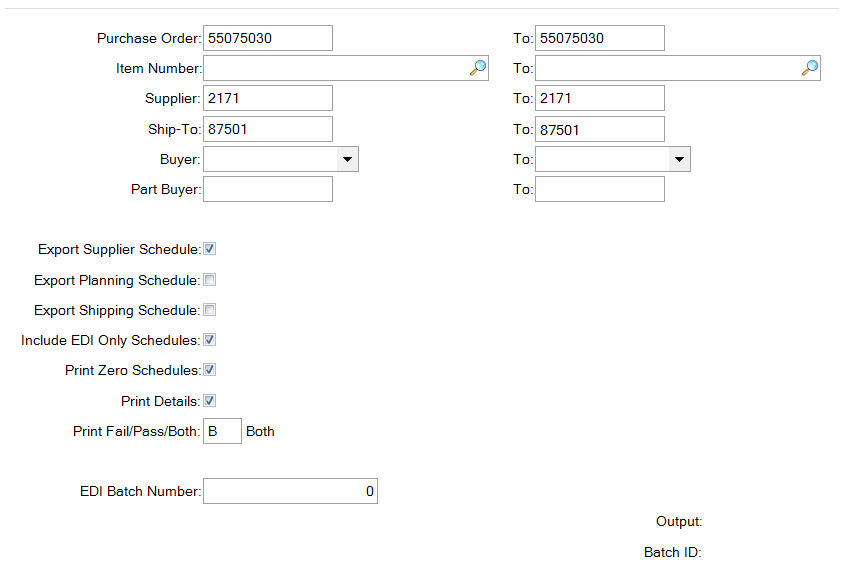 Purchase Order: 55075030 To: 55075030
Item Number: To:
Supplier: 2171 To: 2171
Ship-To: 87501 To: 87501
Buyer: To:
Part Buyer: To:
Export Supplier Schedule:
Export Planning Schedule:
Export Shipping Schedule:
Include EDI Only Schedules:
Print Zero Schedules:
Print Details:
Print Fail/Pass/Both: B Both
EDI Batch Number: 0
Output:
Batch ID: